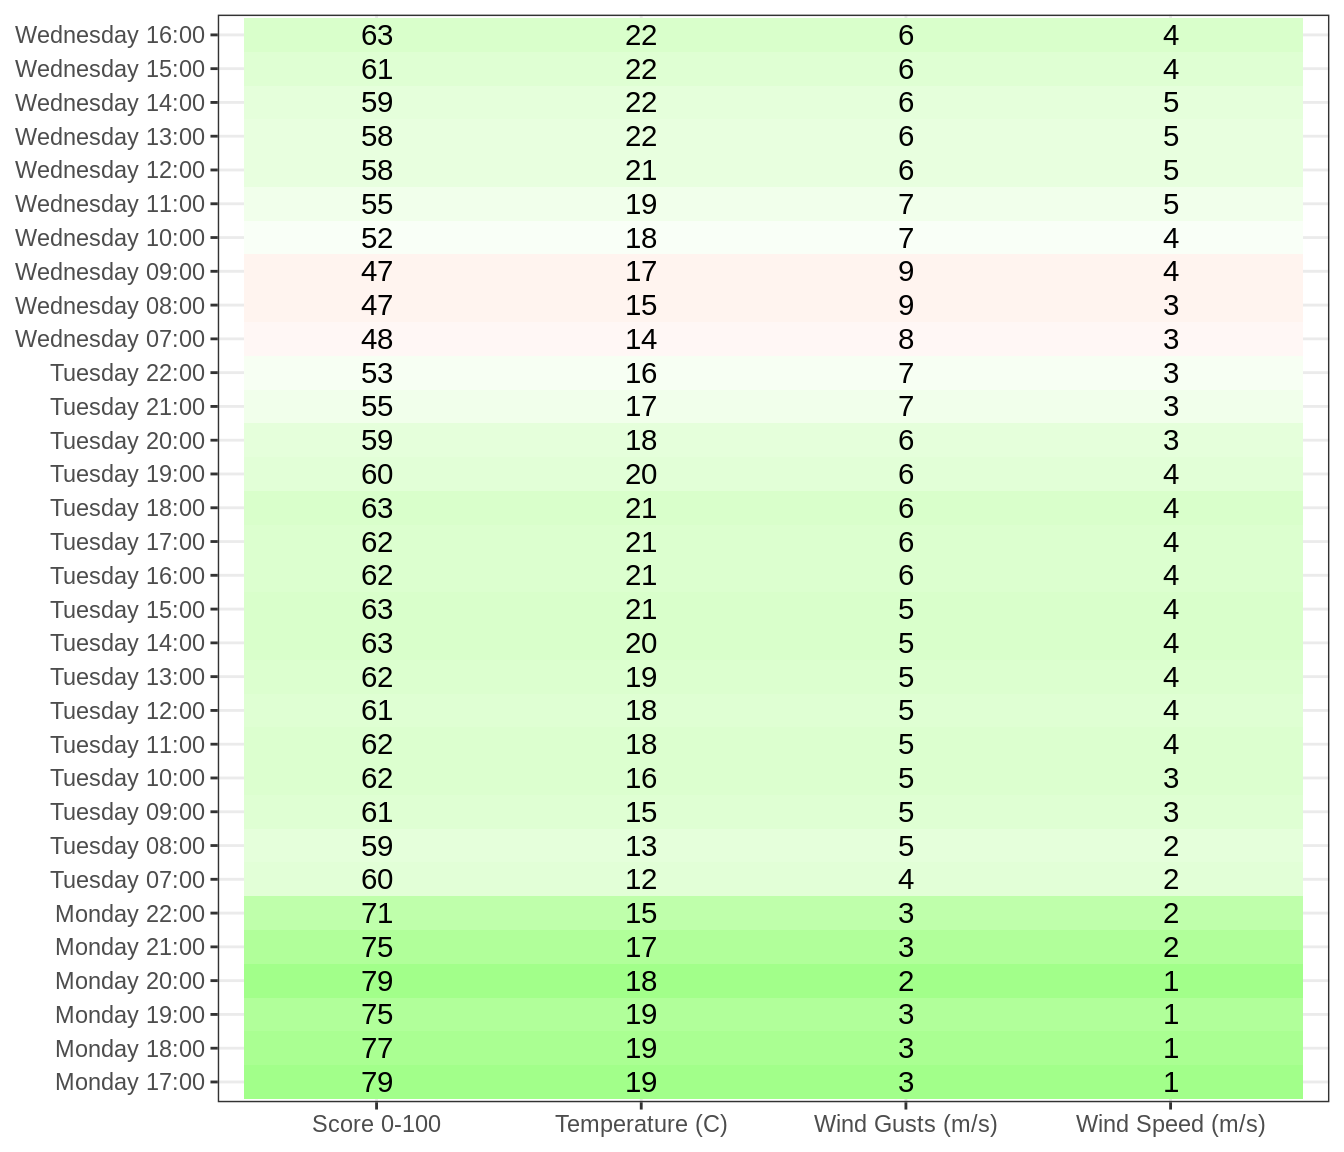 Wednesday 16:00 63 22 6 4
Wednesday 15:00 61 22 6 4
Wednesday 14:00 59 22 6 5
Wednesday 13:00 58 22 6 5
Wednesday 12:00 58 21 6 5
Wednesday 11:00 55 19 7 5
Wednesday 10:00 52 18 7 4
Wednesday 09:00 47 17 9 4
Wednesday 08:00 47 15 9 3
Wednesday 07:00 48 14 8 3
Tuesday 22:00 53 16 7 3
Tuesday 21:00 55 17 7 3
Tuesday 20:00 59 18 6 3
Tuesday 19:00 60 20 6 4
Tuesday 18:00 63 21 6 4
Tuesday 17:00 62 21 6 4
Tuesday 16:00 62 21 6 4
Tuesday 15:00 63 21 5 4
Tuesday 14:00 63 20 5 4
Tuesday 13:00 62 19 5 4
Tuesday 12:00 61 18 5 4
Tuesday 11:00 62 18 5 4
Tuesday 10:00 62 16 5 3
Tuesday 09:00 61 15 5 3
Tuesday 08:00 59 13 5 2
Tuesday 07:00 60 12 4 2
Monday 22:00 71 15 3 2
Monday 21:00 75 17 3 2
Monday 20:00 79 18 2 1
Monday 19:00 75 19 3 1
Monday 18:00 77 19 3 1
Monday 17:00 79 19 3 1
Score 0-100 Temperature (C) Wind Gusts (m/s) Wind Speed (m/s)